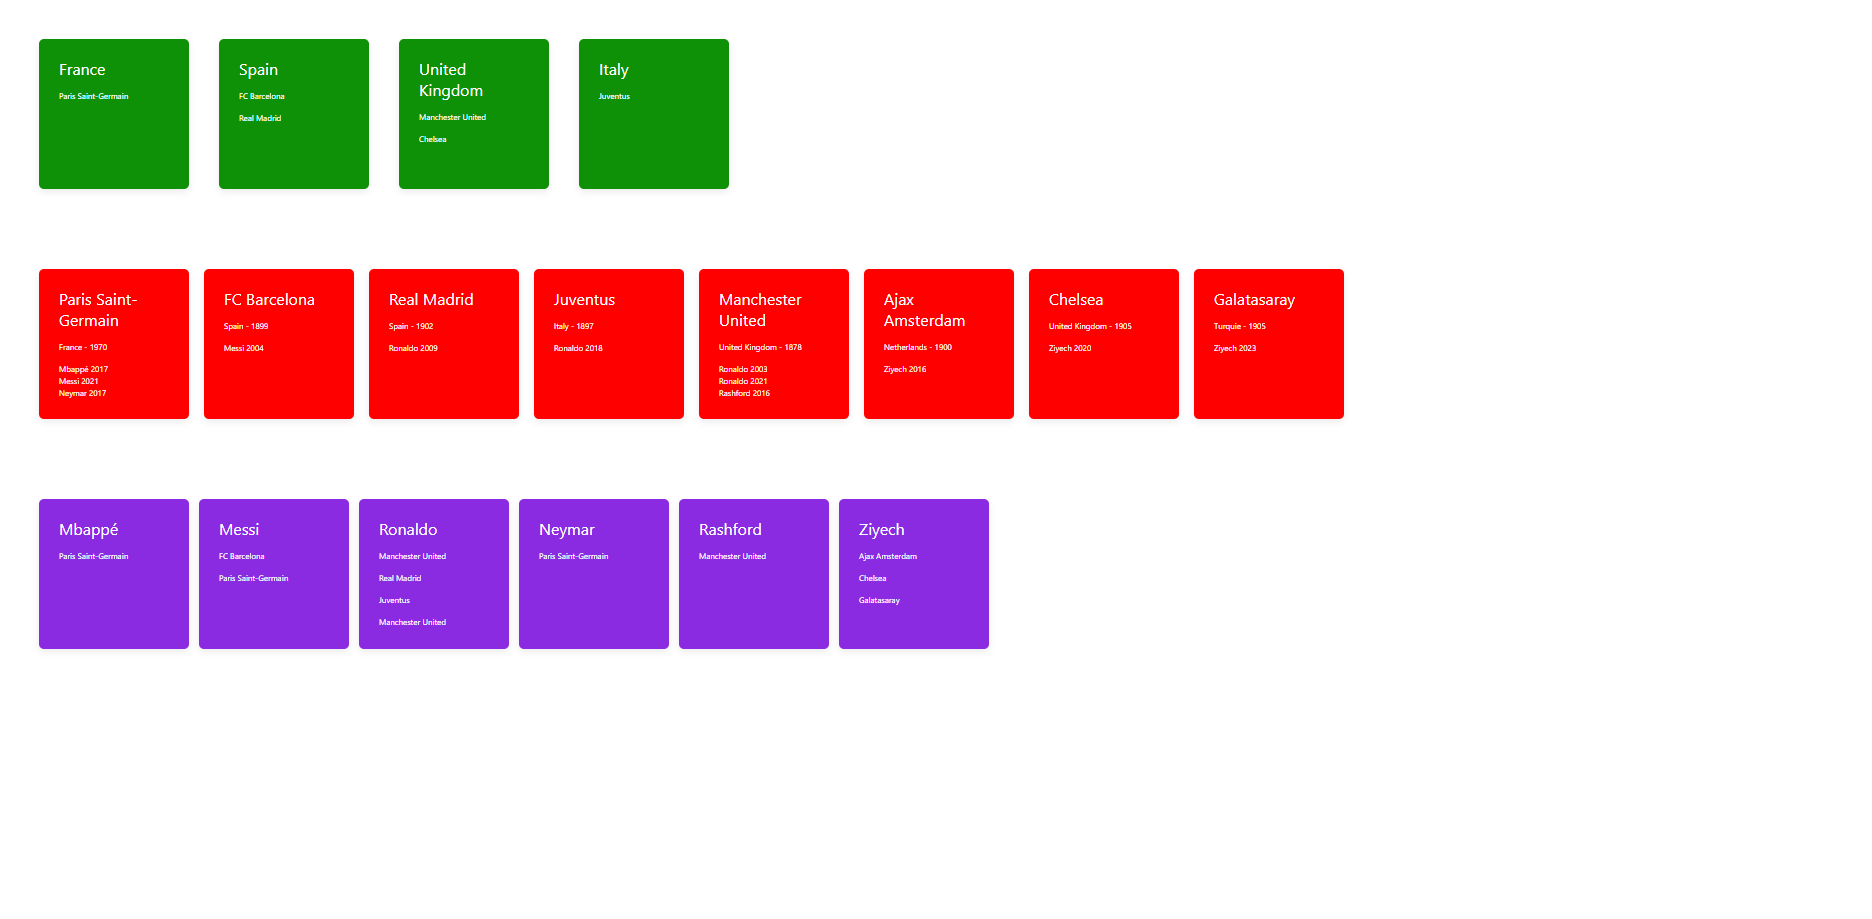 France
Paris Saint-Germain
Spain
FC Barcelona
Real Madrid
United
Kingdom
Manchester United
Chelsea
Italy
Juventus
Paris Saint-
Germain
France - 1970
Mbappé 2017
Messi 2021
Neymar 2017
FC Barcelona
Spain - 1899
Messi 2004
Real Madrid
Spain - 1902
Ronaldo 2009
Juventus
Italy - 1897
Ronaldo 2018
Manchester
United
United Kingdom - 1878
Ronaldo 2003
Ronaldo 2021
Rashford 2016
Ajax
Amsterdam
Netherlands - 1900
Ziyech 2016
Chelsea
United Kingdom - 1905
Ziyech 2020
Galatasaray
Turquie - 1905
Ziyech 2023
Mbappé
Paris Saint-Germain
Messi
FC Barcelona
Paris Saint-Germain
Ronaldo
Manchester United
Real Madrid
Juventus
Manchester United
Neymar
Paris Saint-Germain
Rashford
Manchester United
Ziyech
Ajax Amsterdam
Chelsea
Galatasaray